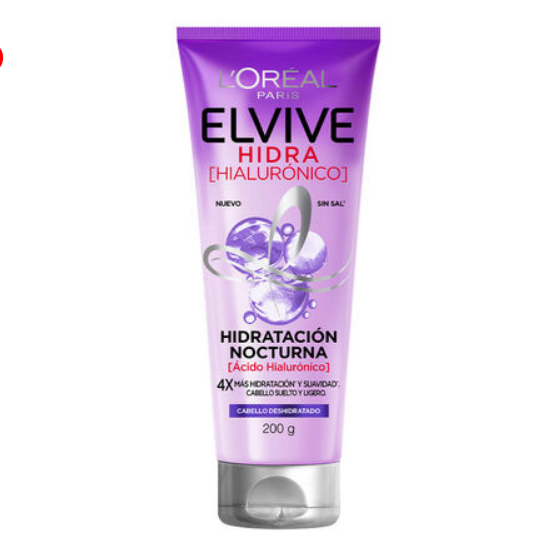 L'ORÉAL
PARIS
ELVIVE
HIDRA
[HIALURÓNICO]
NUEVO
SIN SAL*
HIDRATACIÓN
NOCTURNA
[Ácido Hialurónico]
4X MÁS HIDRATACIÓN* Y SUAVIDAD*.
CABELLO SUELTO Y LIGERO.
CABELLO DESHIDRATADO
200 g